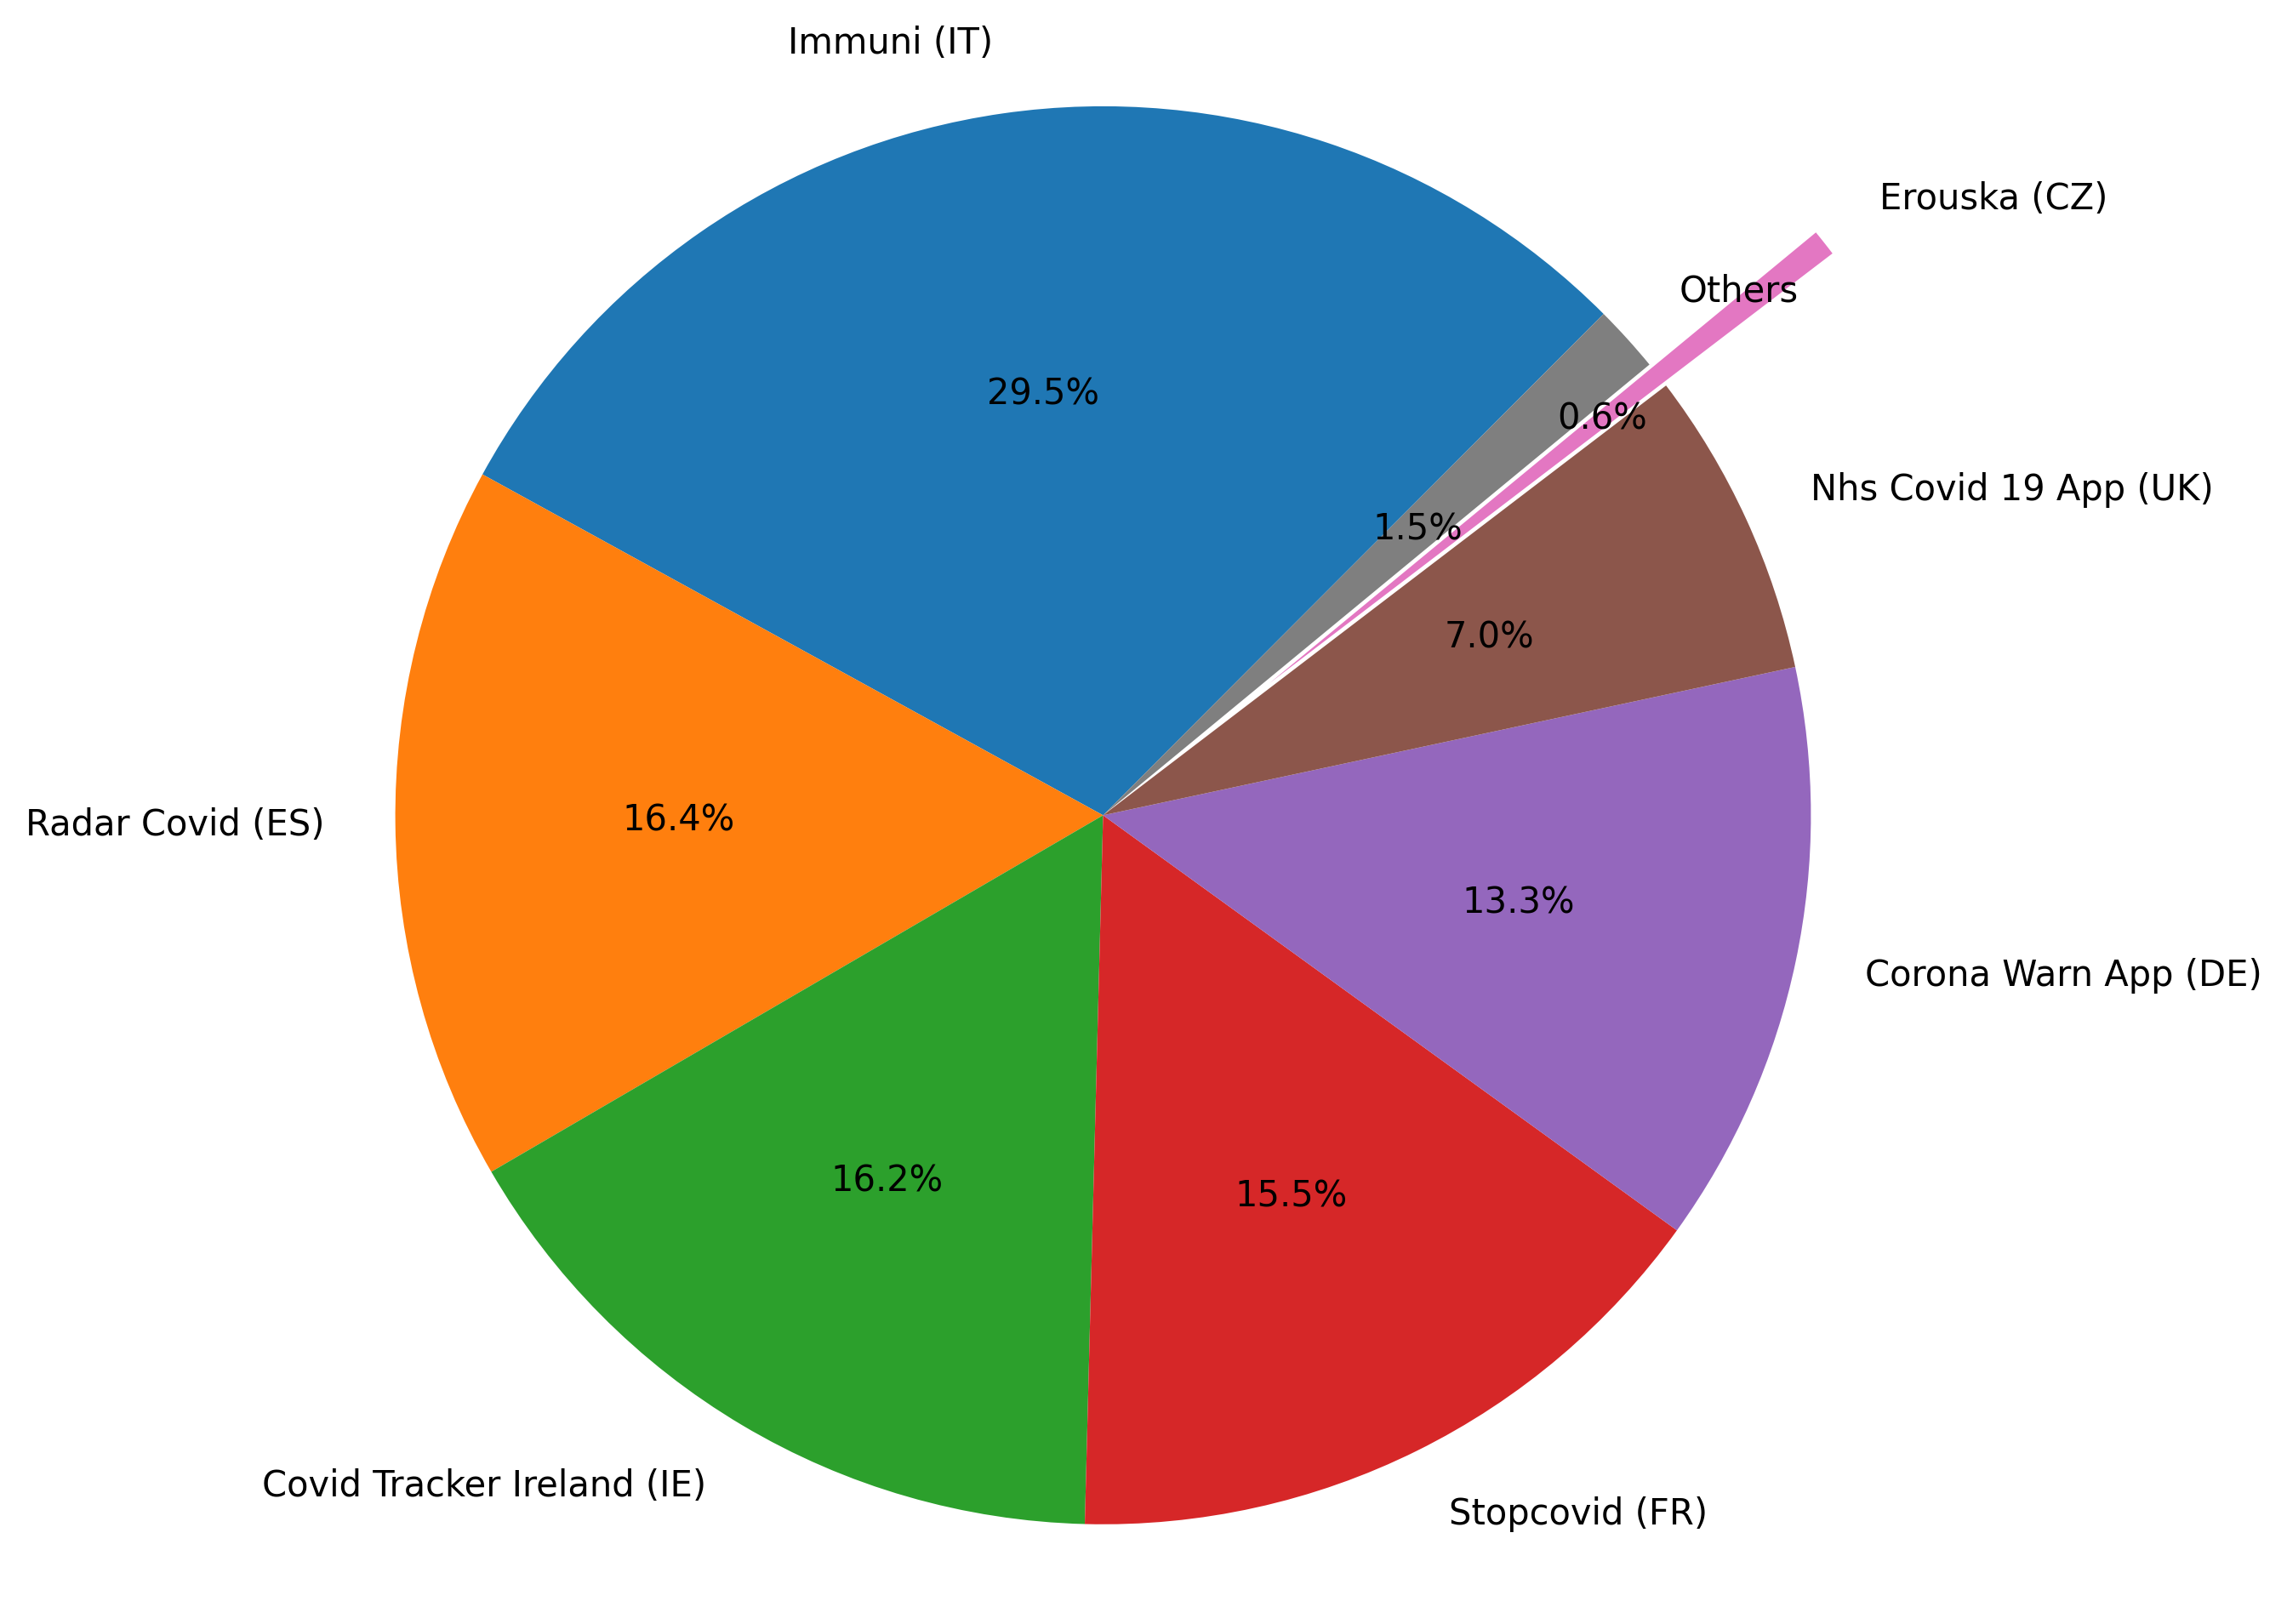 Immuni (IT)
Erouska (CZ)
Others
29.5%
0.6%
Nhs Covid 19 App (UK)
1.5%
7.0%
Radar Covid (ES)
16.4%
13.3%
Corona Warn App (DE)
16.2%
15.5%
Covid Tracker Ireland (IE)
Stopcovid (FR)